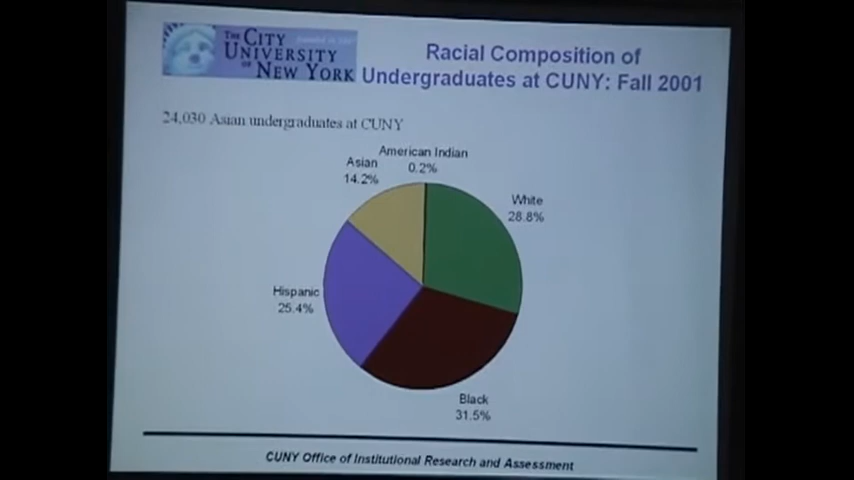 THE CITY
UNIVERSITY
OF
NEW YORK
Racial Composition of
Undergraduates at CUNY: Fall 2001
24,030 Asian undergraduates at CUNY
American Indian
0.2%
Asian
14.2%
White
28.8%
Hispanic
25.4%
Black
31.5%
CUNY Office of Institutional Research and Assessment